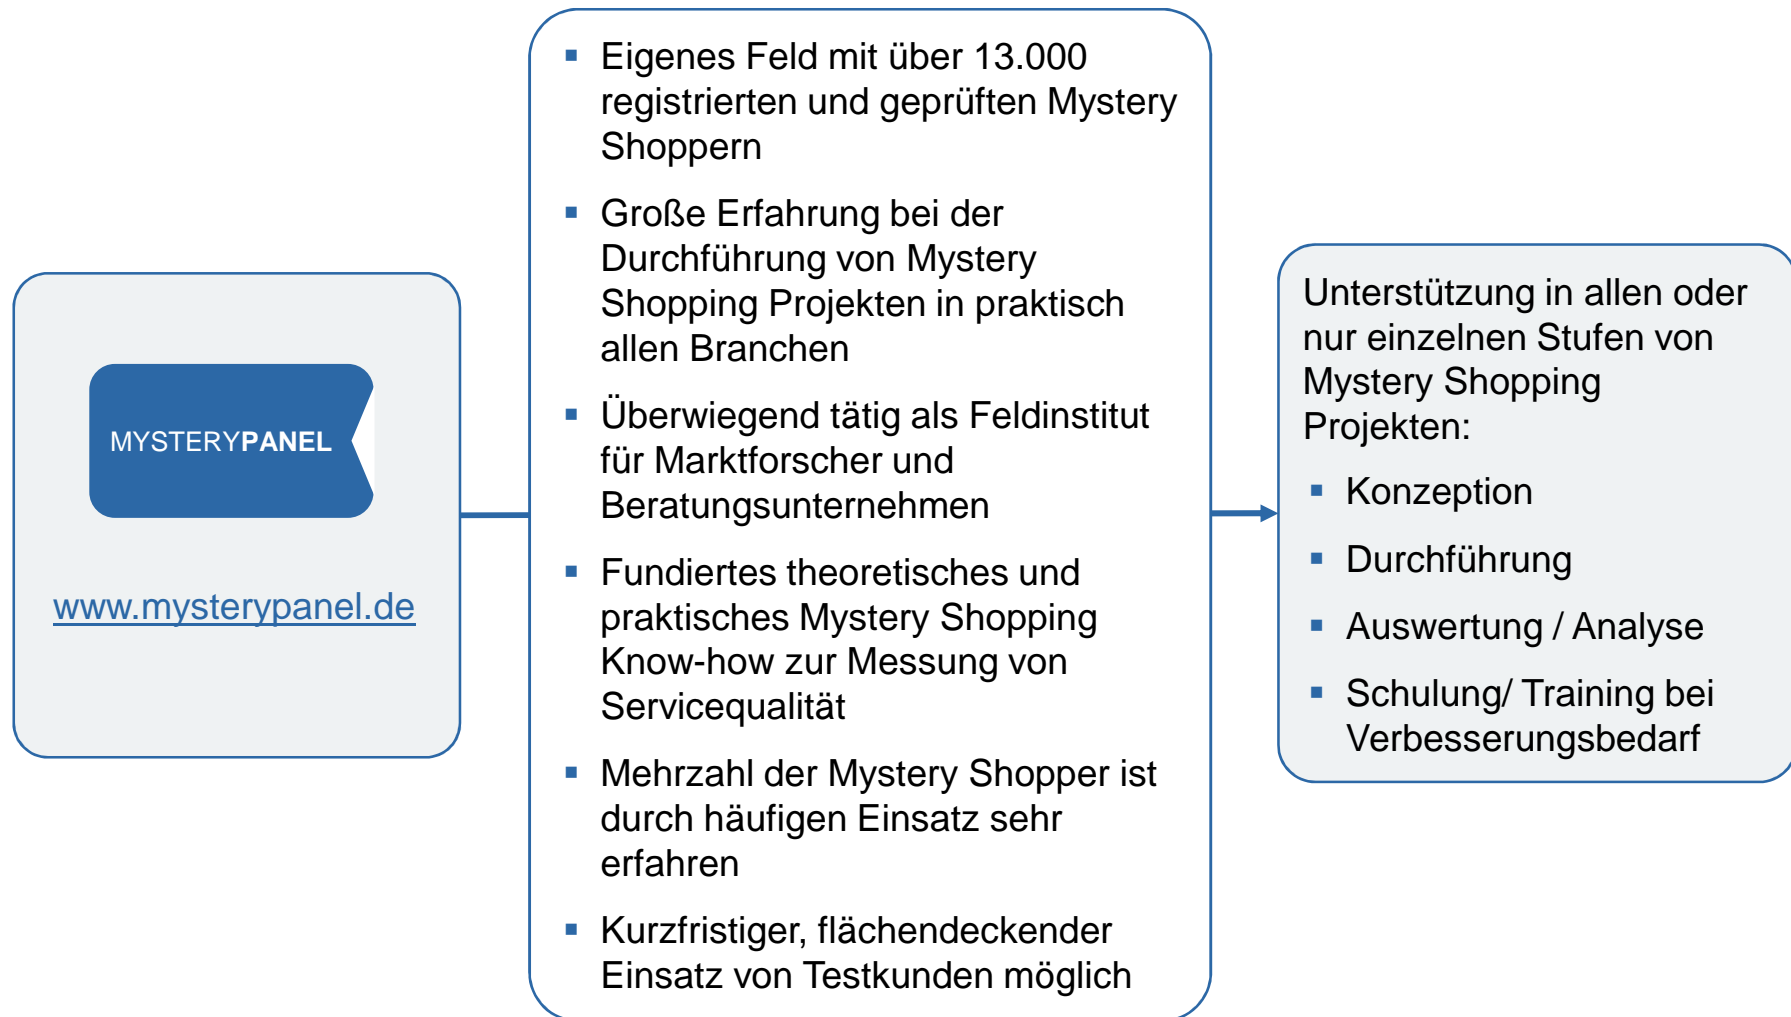 MYSTERYPANEL
www.mysterypanel.de
Eigenes Feld mit über 13.000
registrierten und geprüften Mystery
Shoppern
Große Erfahrung bei der
Durchführung von Mystery
Shopping Projekten in praktisch
allen Branchen
Überwiegend tätig als Feldinstitut
für Marktforscher und
Beratungsunternehmen
Fundiertes theoretisches und
praktisches Mystery Shopping
Know-how zur Messung von
Servicequalität
Mehrzahl der Mystery Shopper ist
durch häufigen Einsatz sehr
erfahren
Kurzfristiger, flächendeckender
Einsatz von Testkunden möglich
Unterstützung in allen oder
nur einzelnen Stufen von
Mystery Shopping
Projekten:
Konzeption
Durchführung
Auswertung / Analyse
Schulung/ Training bei
Verbesserungsbedarf